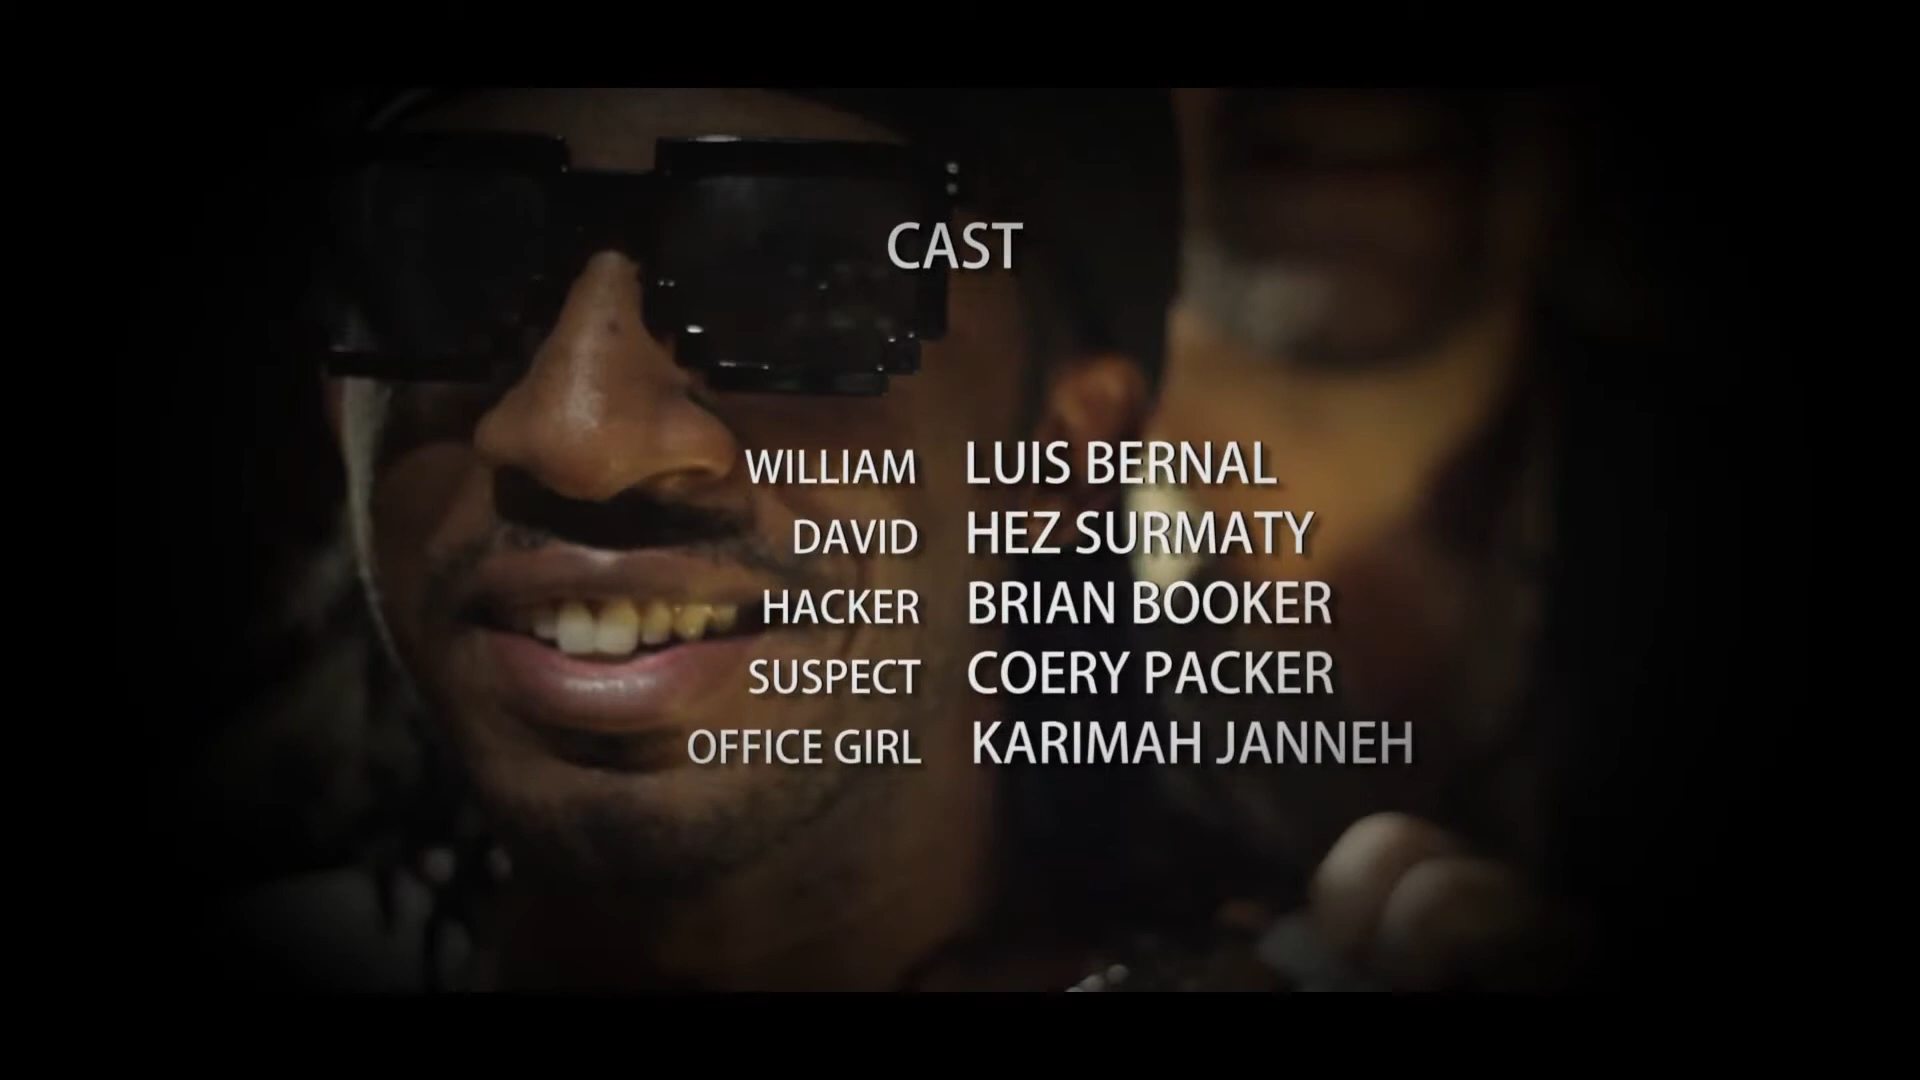 CAST
WILLIAM LUIS BERNAL
DAVID HEZ SURMATY
HACKER BRIAN BOOKER
SUSPECT COERY PACKER
OFFICE GIRL KARIMAH JANNEH